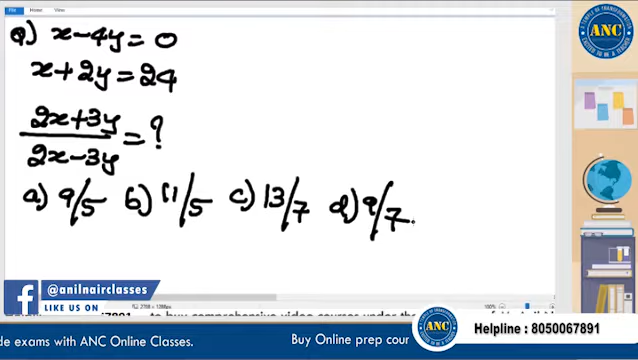 Q) x-4y=0
x+2y=24
2x+3y
2x-3y
=?
a) 9/5 b) 11/5 c) 13/7 d) 9/7
ANC
@anilnairclasses
LIKE US ON
to buy comprehensive video courses under the
de exams with ANC Online Classes.
Buy Online prep cour
ANC
Helpline : 8050067891